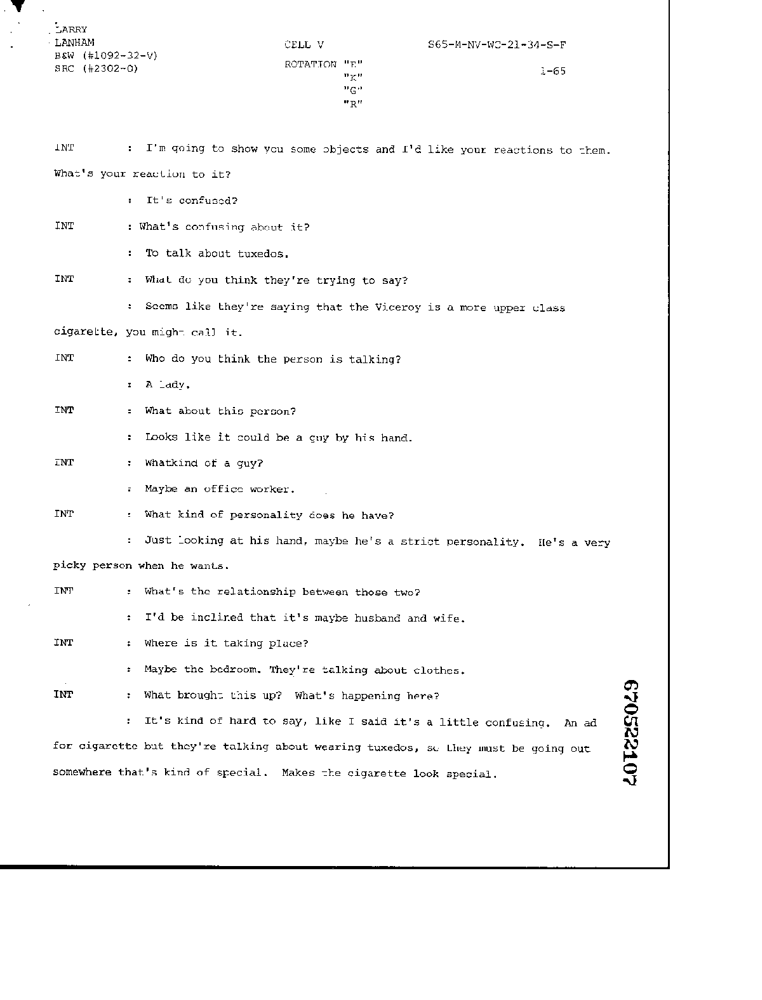 LARRY
LANHAM CELL V S65-M-NV-WC-21-34-S-F
B&W (#1092-32-V)
SRC (#2302-0) ROTATION "E" 1-65
"K"
"G"
"R"
INT : I'm going to show you some objects and I'd like your reactions to them.
What's your reaction to it?
: It's confused?
INT : What's confusing about it?
: To talk about tuxedos.
INT : What do you think they're trying to say?
: Seems like they're saying that the Viceroy is a more upper class
cigarette, you might call it.
INT : Who do you think the person is talking?
: A lady.
INT : What about this person?
: Looks like it could be a guy by his hand.
INT : Whatkind of a guy?
: Maybe an office worker.
INT : What kind of personality does he have?
: Just looking at his hand, maybe he's a strict personality. He's a very
picky person when he wants.
INT : What's the relationship between those two?
: I'd be inclined that it's maybe husband and wife.
INT : Where is it taking place?
: Maybe the bedroom. They're talking about clothes.
INT : What brought this up? What's happening here?
: It's kind of hard to say, like I said it's a little confusing. An ad
for cigarette but they're talking about wearing tuxedos, so they must be going out
somewhere that's kind of special. Makes the cigarette look special.
670522107